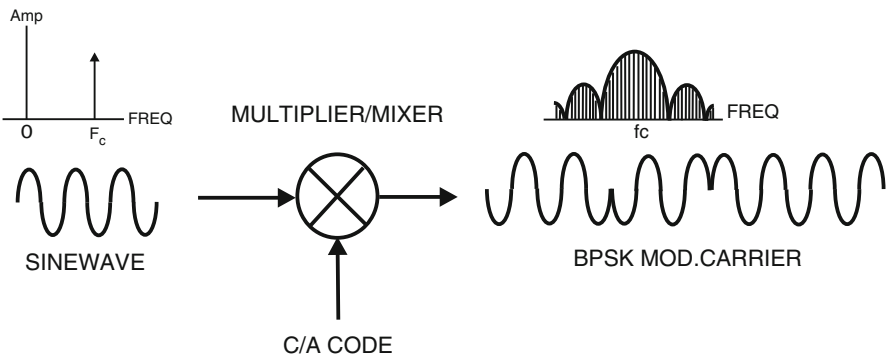 Amp
FREQ
0
Fc
SINEWAVE
MULTIPLIER/MIXER
C/A CODE
FREQ
fc
BPSK MOD.CARRIER